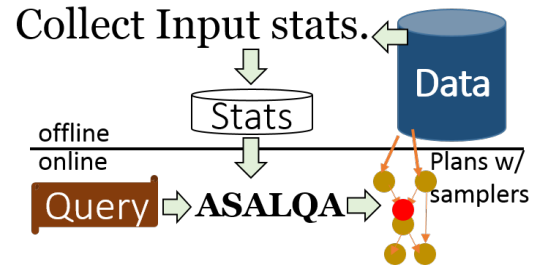 Collect Input stats.
Data
Stats
offline
online
Plans w/
samplers
Query
ASALQA